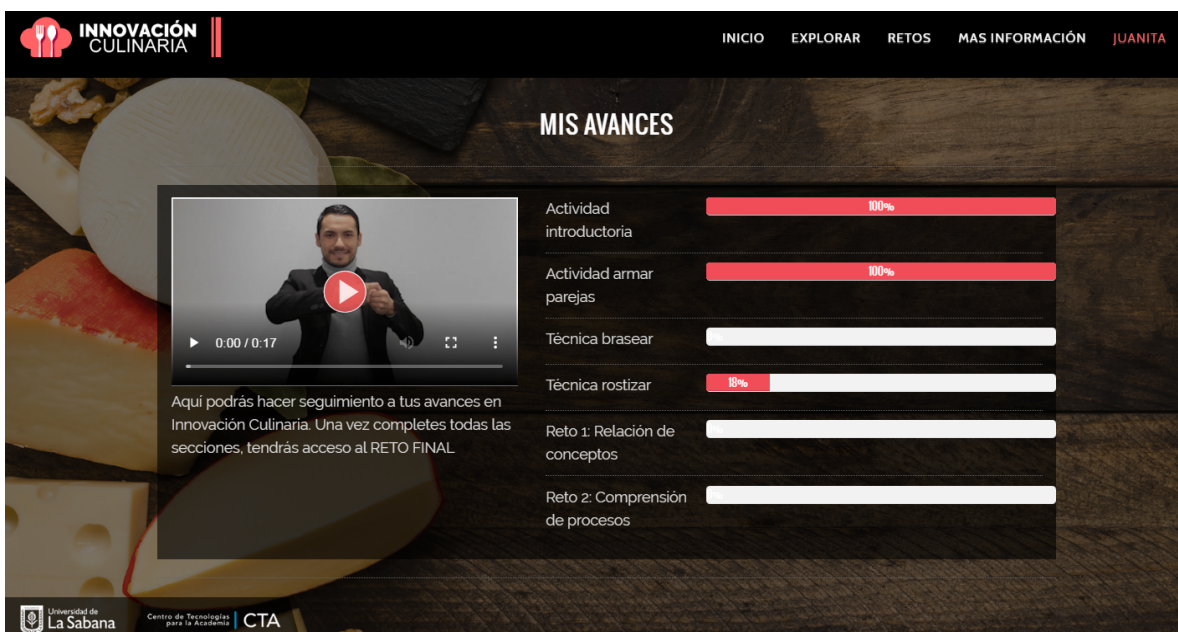 INNOVACIÓN
CULINARIA
INICIO EXPLORAR RETOS MAS INFORMACIÓN JUANITA
MIS AVANCES
0:00 / 0:17
Aquí podrás hacer seguimiento a tus avances en
Innovación Culinaria. Una vez completes todas las
secciones, tendrás acceso al RETO FINAL
Actividad
introductoria
100%
Actividad armar
parejas
100%
Técnica brasear
Técnica rostizar
18%
Reto 1: Relación de
conceptos
Reto 2: Comprensión
de procesos
Universidad de
La Sabana
Centro de Tecnologías
para la Academia
CTA